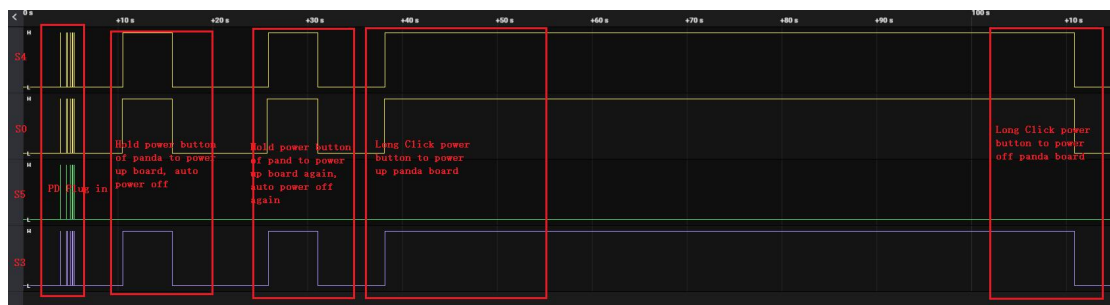 0 s
+10 s
+20 s
+30 s
+40 s
+50 s
+60 s
+70 s
+80 s
+90 s
100 s
+10 s
H
S4
L
H
S0
L
H
S5
L
H
S3
L
PD Plug in
Hold power button
of panda to power
up board, auto
power off
Hold power button
of pand to power
up board again,
auto power off
again
Long Click power
button to power
up panda board
Long Click power
button to power
off panda board